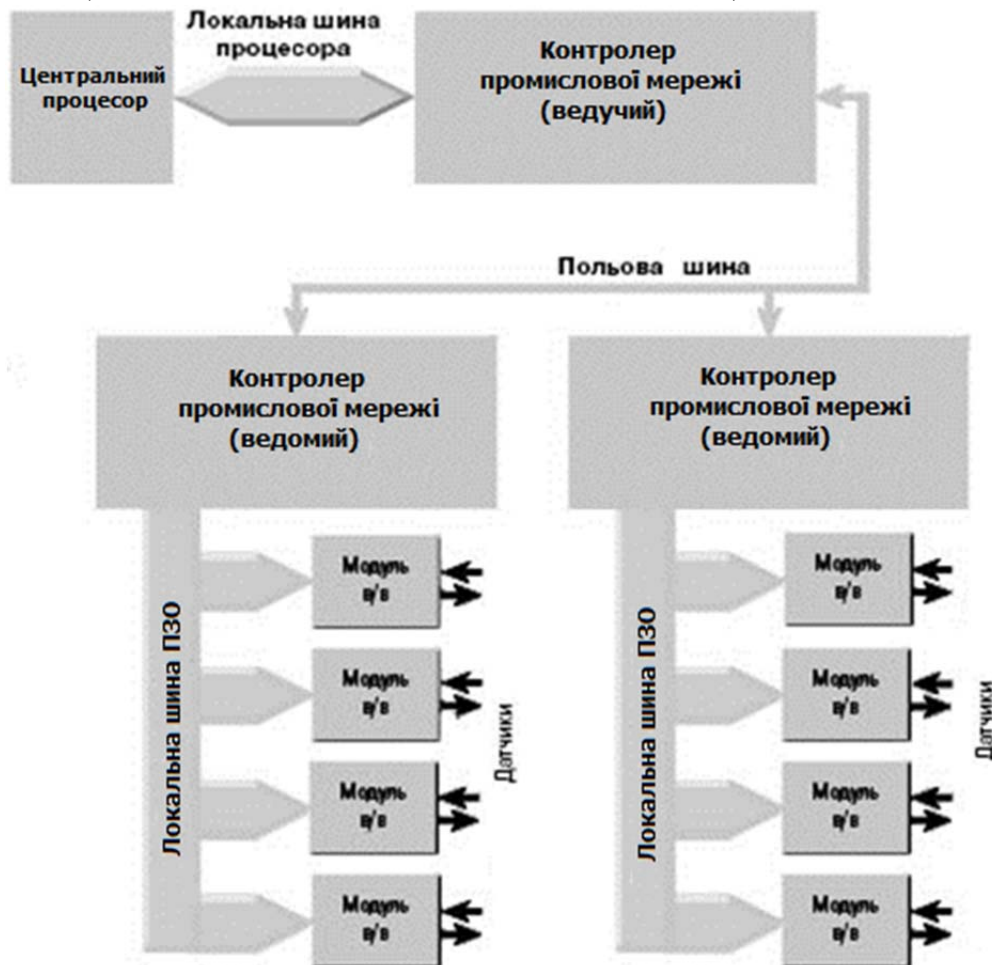 Локальна шина
процесора
Центральний
процесор
Контролер
промислової мережі
(ведучий)
Польова шина
Контролер
промислової мережі
(ведомий)
Контролер
промислової мережі
(ведомий)
Локальна шина ПЗО
Модуль
в/в
Модуль
в/в
Модуль
в/в
Модуль
в/в
Датчики
Локальна шина ПЗО
Модуль
в/в
Модуль
в/в
Модуль
в/в
Модуль
в/в
Датчики